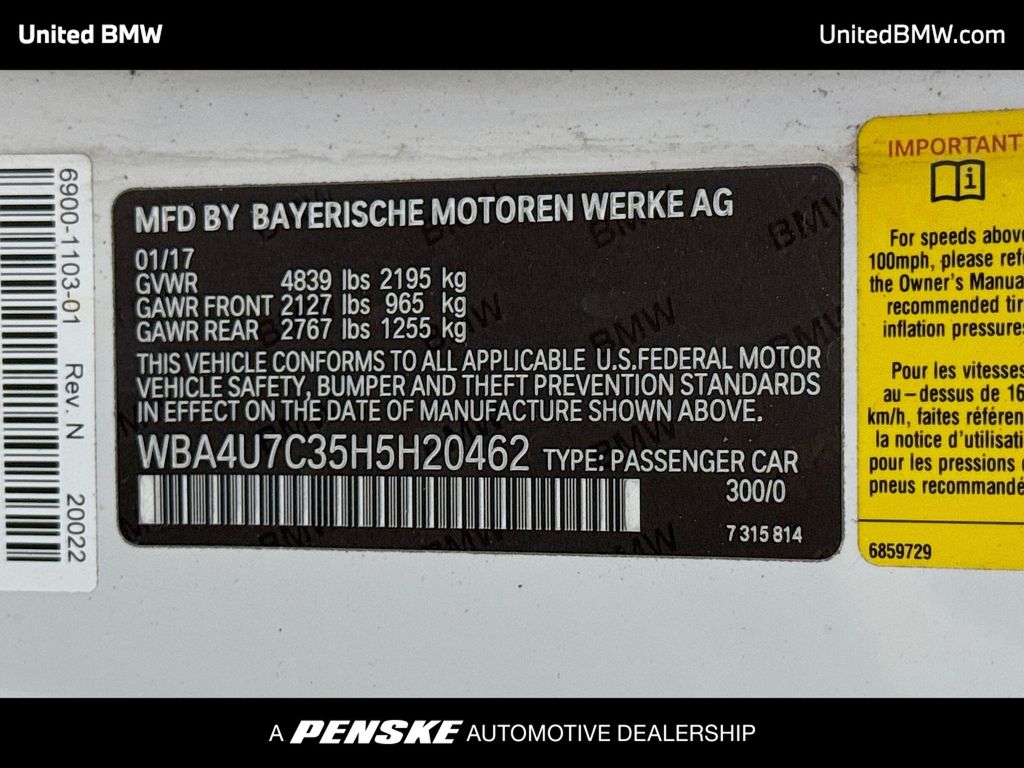 United BMW
UnitedBMW.com
6900-1103-01 Rev. N 20022
MFD BY BAYERISCHE MOTOREN WERKE AG
01/17
GVWR 4839 lbs 2195 kg
GAWR FRONT 2127 lbs 965 kg
GAWR REAR 2767 lbs 1255 kg
THIS VEHICLE CONFORMS TO ALL APPLICABLE U.S.FEDERAL MOTOR
VEHICLE SAFETY, BUMPER AND THEFT PREVENTION STANDARDS
IN EFFECT ON THE DATE OF MANUFACTURE SHOWN ABOVE.
WBA4U7C35H5H20462 TYPE: PASSENGER CAR
300/0
7 315 814
IMPORTANT
For speeds above
100mph, please refe
the Owner's Manua
recommended tir
inflation pressures
Pour les vitesses
au-dessus de 16
km/h, faites référen
la notice d'utilisati
pour les pressions
pneus recommandé
6859729
A PENSKE AUTOMOTIVE DEALERSHIP